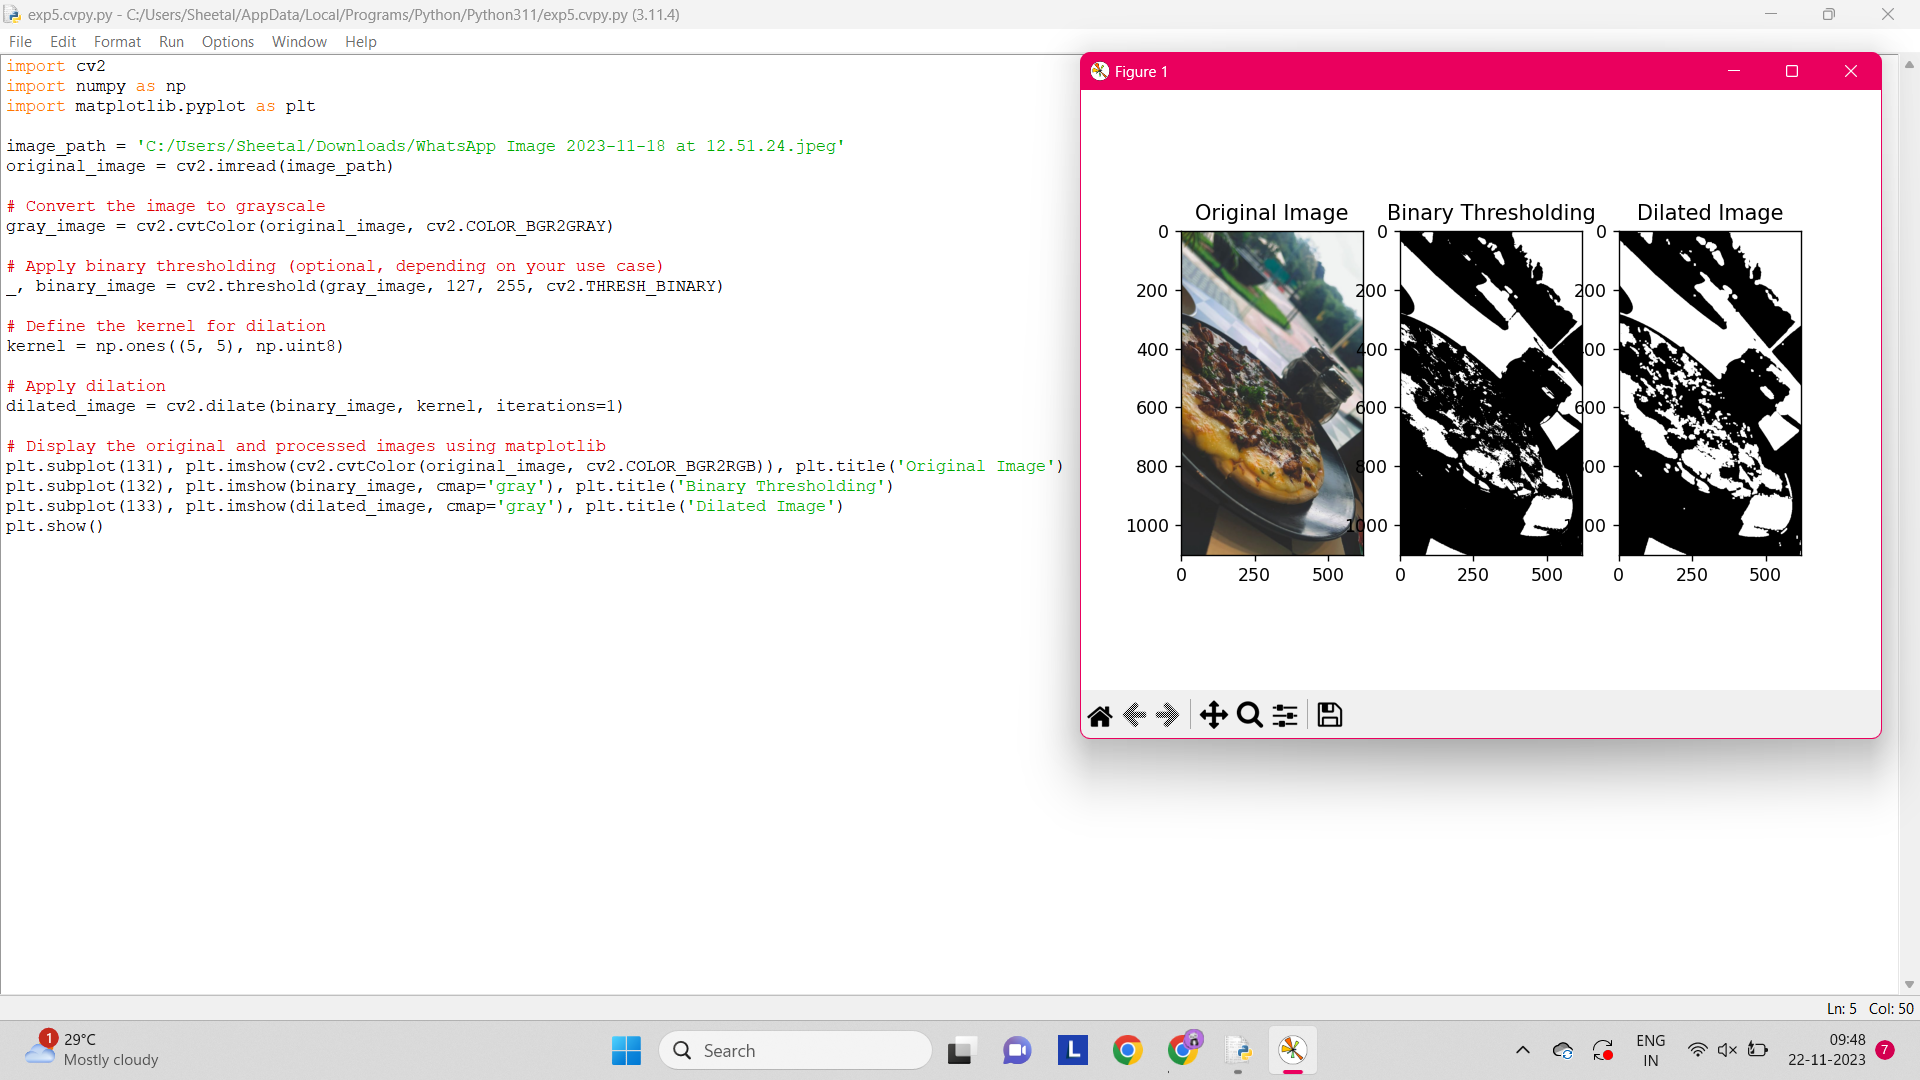 exp5.cvpy.py - C:/Users/Sheetal/AppData/Local/Programs/Python/Python311/exp5.cvpy.py (3.11.4)
File Edit Format Run Options Window Help
import cv2
import numpy as np
import matplotlib.pyplot as plt
image_path = 'C:/Users/Sheetal/Downloads/WhatsApp Image 2023-11-18 at 12.51.24.jpeg'
original_image = cv2.imread(image_path)
# Convert the image to grayscale
gray_image = cv2.cvtColor(original_image, cv2.COLOR_BGR2GRAY)
# Apply binary thresholding (optional, depending on your use case)
_, binary_image = cv2.threshold(gray_image, 127, 255, cv2.THRESH_BINARY)
# Define the kernel for dilation
kernel = np.ones((5, 5), np.uint8)
# Apply dilation
dilated_image = cv2.dilate(binary_image, kernel, iterations=1)
# Display the original and processed images using matplotlib
plt.subplot(131), plt.imshow(cv2.cvtColor(original_image, cv2.COLOR_BGR2RGB)), plt.title('Original Image')
plt.subplot(132), plt.imshow(binary_image, cmap='gray'), plt.title('Binary Thresholding')
plt.subplot(133), plt.imshow(dilated_image, cmap='gray'), plt.title('Dilated Image')
plt.show()
Figure 1
Original Image Binary Thresholding Dilated Image
0 0 0
200 200 200
400 400 400
600 600 600
800 800 800
1000 1000 1000
0 250 500 0 250 500 0 250 500
Ln: 5 Col: 50
1 29°C
Mostly cloudy
Search
L
ENG
IN
09:48
22-11-2023
7